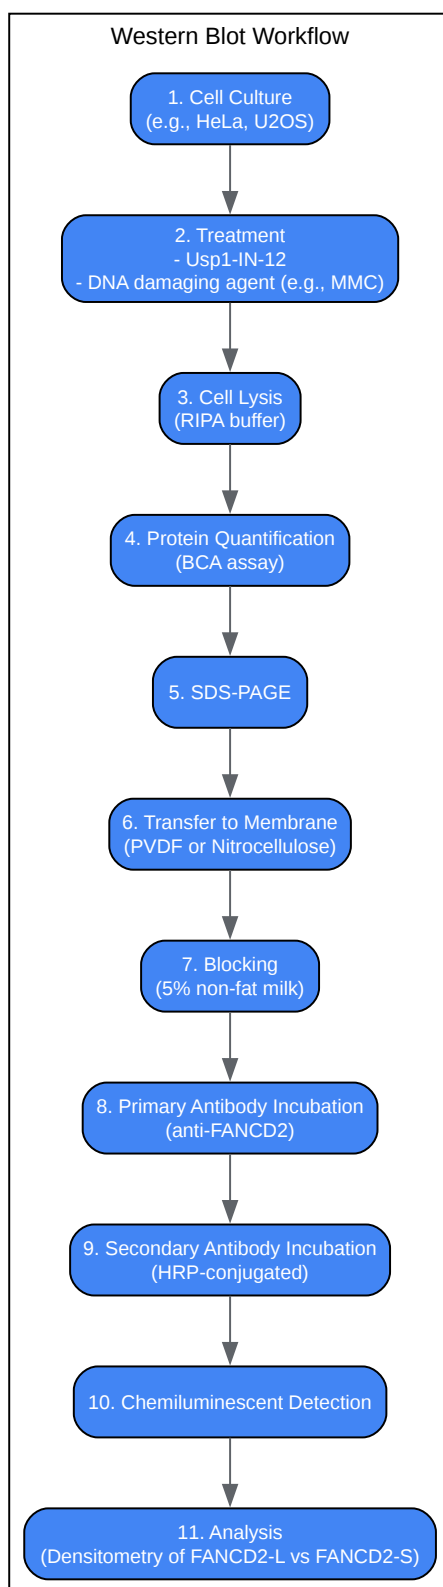 Western Blot Workflow
1. Cell Culture
(e.g., HeLa, U2OS)
2. Treatment
- Usp1-IN-12
- DNA damaging agent (e.g., MMC)
3. Cell Lysis
(RIPA buffer)
4. Protein Quantification
(BCA assay)
5. SDS-PAGE
6. Transfer to Membrane
(PVDF or Nitrocellulose)
7. Blocking
(5% non-fat milk)
8. Primary Antibody Incubation
(anti-FANCD2)
9. Secondary Antibody Incubation
(HRP-conjugated)
10. Chemiluminescent Detection
11. Analysis
(Densitometry of FANCD2-L vs FANCD2-S)